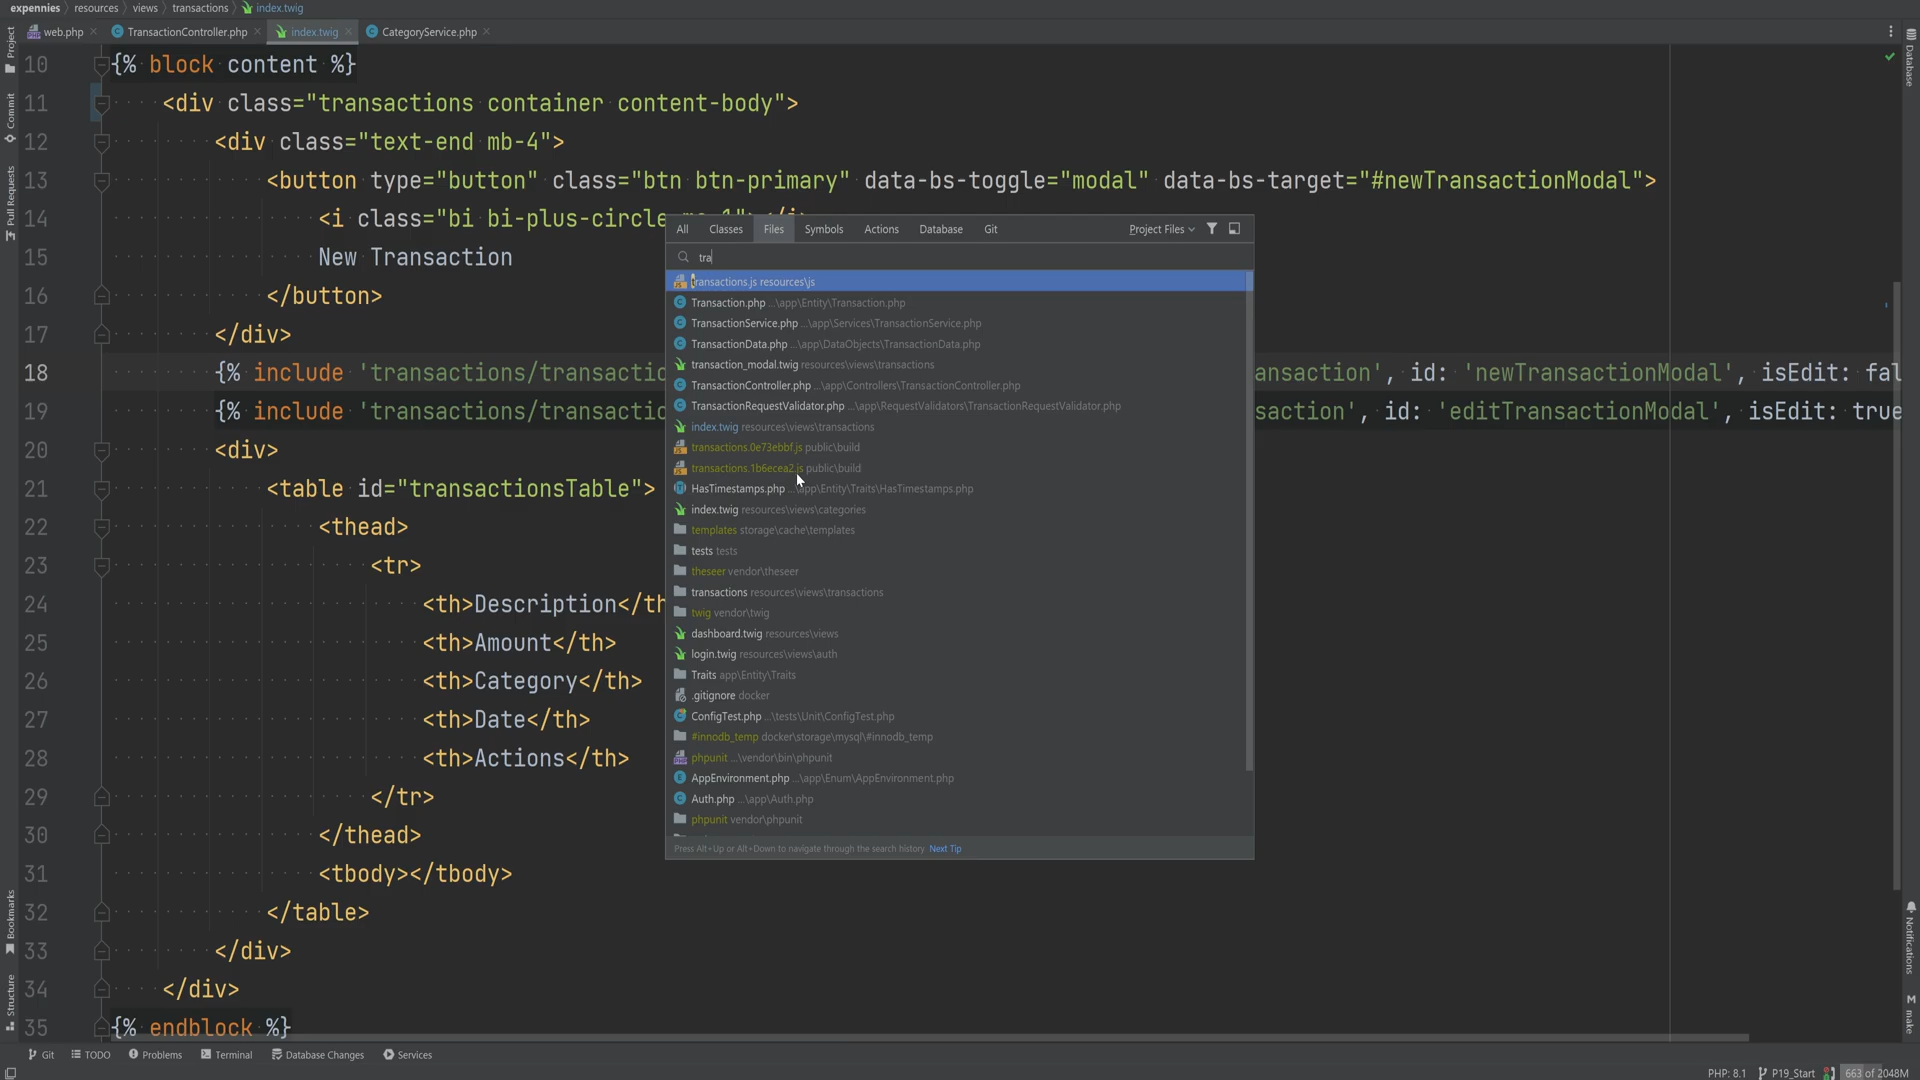 expennies resources views transactions index.twig
web.php TransactionController.php index.twig CategoryService.php
Project
Commit
Pull Requests
Bookmarks
Structure
10 {% block content %}
11 <div class="transactions container content-body">
12 <div class="text-end mb-4">
13 <button type="button" class="btn btn-primary" data-bs-toggle="modal" data-bs-target="#newTransactionModal">
14 <i class="bi bi-plus-circle
15 New Transaction
16 </button>
17 </div>
18 {% include 'transactions/transactio ansaction', id: 'newTransactionModal', isEdit: fal
19 {% include 'transactions/transactio saction', id: 'editTransactionModal', isEdit: true
20 <div>
21 <table id="transactionsTable">
22 <thead>
23 <tr>
24 <th>Description</th
25 <th>Amount</th>
26 <th>Category</th>
27 <th>Date</th>
28 <th>Actions</th>
29 </tr>
30 </thead>
31 <tbody></tbody>
32 </table>
33 </div>
34 </div>
35 {% endblock %}
All Classes Files Symbols Actions Database Git Project Files
tra
transactions.js resources\js
Transaction.php ...\app\Entity\Transaction.php
TransactionService.php ...\app\Services\TransactionService.php
TransactionData.php ...\app\DataObjects\TransactionData.php
transaction_modal.twig resources\views\transactions
TransactionController.php ...\app\Controllers\TransactionController.php
TransactionRequestValidator.php ...\app\RequestValidators\TransactionRequestValidator.php
index.twig resources\views\transactions
transactions.0e73ebbf.js public\build
transactions.1b6ecea2.js public\build
HasTimestamps.php ...\app\Entity\Traits\HasTimestamps.php
index.twig resources\views\categories
templates storage\cache\templates
tests tests
theseer vendor\theseer
transactions resources\views\transactions
twig vendor\twig
dashboard.twig resources\views
login.twig resources\views\auth
Traits app\Entity\Traits
.gitignore docker
ConfigTest.php ...\tests\Unit\ConfigTest.php
#innodb_temp docker\storage\mysql\#innodb_temp
phpunit ...\vendor\bin\phpunit
AppEnvironment.php ...\app\Enum\AppEnvironment.php
Auth.php ...\app\Auth.php
phpunit vendor\phpunit
Press Alt+Up or Alt+Down to navigate through the search history Next Tip
Database
Notifications
M make
Git TODO Problems Terminal Database Changes Services
PHP: 8.1 P19_Start 663 of 2048M